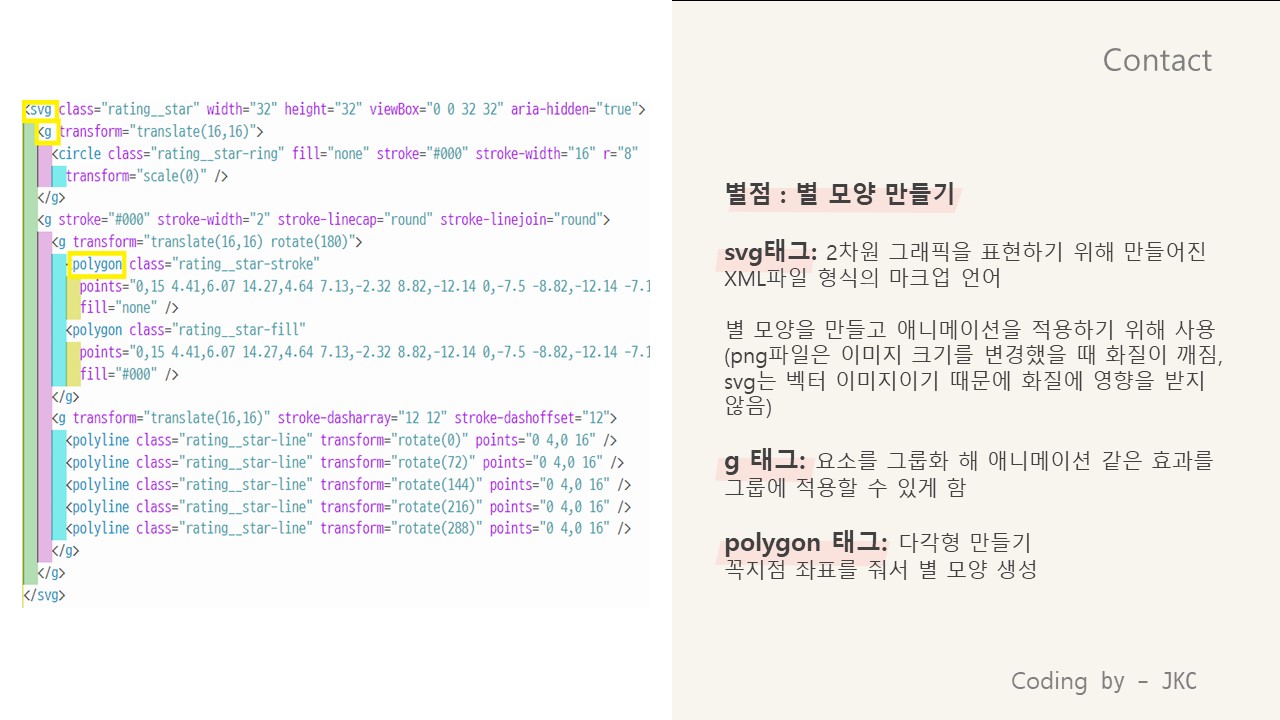 <svg class="rating__star" width="32" height="32" viewBox="0 0 32 32" aria-hidden="true">
<g transform="translate(16,16)">
<circle class="rating__star-ring" fill="none" stroke="#000" stroke-width="16" r="8"
transform="scale(0)" />
</g>
<g stroke="#000" stroke-width="2" stroke-linecap="round" stroke-linejoin="round">
<g transform="translate(16,16) rotate(180)">
<polygon class="rating__star-stroke"
points="0,15 4.41,6.07 14.27,4.64 7.13,-2.32 8.82,-12.14 0,-7.5 -8.82,-12.14 -7.1
fill="none" />
<polygon class="rating__star-fill"
points="0,15 4.41,6.07 14.27,4.64 7.13,-2.32 8.82,-12.14 0,-7.5 -8.82,-12.14 -7.1
fill="#000" />
</g>
<g transform="translate(16,16)" stroke-dasharray="12 12" stroke-dashoffset="12">
<polyline class="rating__star-line" transform="rotate(0)" points="0 4,0 16" />
<polyline class="rating__star-line" transform="rotate(72)" points="0 4,0 16" />
<polyline class="rating__star-line" transform="rotate(144)" points="0 4,0 16" />
<polyline class="rating__star-line" transform="rotate(216)" points="0 4,0 16" />
<polyline class="rating__star-line" transform="rotate(288)" points="0 4,0 16" />
</g>
</g>
</svg>
Contact
별점 : 별 모양 만들기
svg태그: 2차원 그래픽을 표현하기 위해 만들어진
XML파일 형식의 마크업 언어
별 모양을 만들고 애니메이션을 적용하기 위해 사용
(png파일은 이미지 크기를 변경했을 때 화질이 깨짐,
svg는 벡터 이미지이기 때문에 화질에 영향을 받지
않음)
g 태그: 요소를 그룹화 해 애니메이션 같은 효과를
그룹에 적용할 수 있게 함
polygon 태그: 다각형 만들기
꼭지점 좌표를 줘서 별 모양 생성
Coding by – JKC